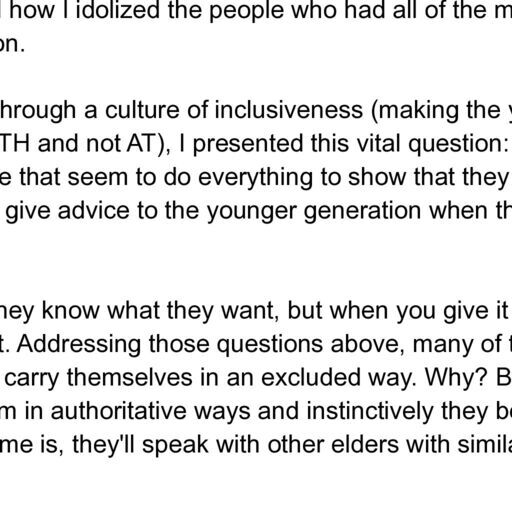 how I idolized the people who had all of the
on.
through a culture of inclusiveness (making the
TH and not AT), I presented this vital question:
that seem to do everything to show that they
give advice to the younger generation when
they know what they want, but when you give it
Addressing those questions above, many of
carry themselves in an excluded way. Why?
in authoritative ways and instinctively they
me is, they'll speak with other elders with